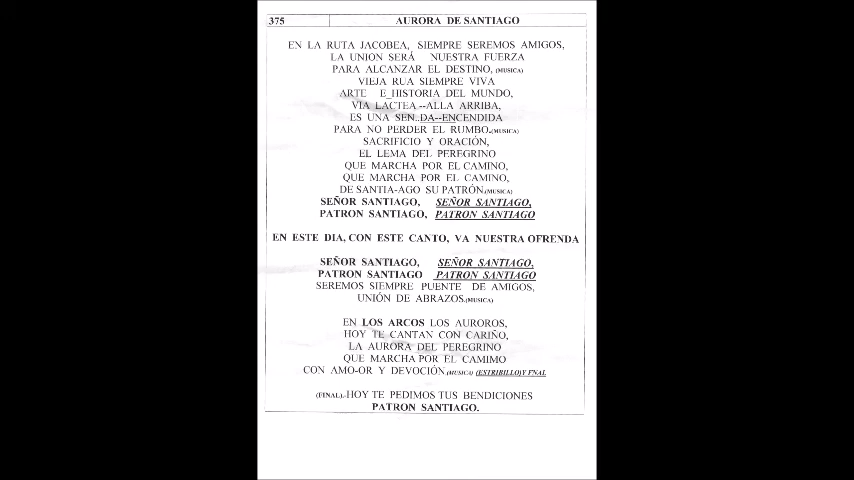 375 AURORA DE SANTIAGO
EN LA RUTA JACOBEA, SIEMPRE SEREMOS AMIGOS,
LA UNION SERÁ NUESTRA FUERZA
PARA ALCANZAR EL DESTINO, (MUSICA)
VIEJA RUA SIEMPRE VIVA
ARTE E_HISTORIA DEL MUNDO,
VIA LACTEA.--ALLA ARRIBA,
ES UNA SEN..DA--ENCENDIDA
PARA NO PERDER EL RUMBO.(MUSICA)
SACRIFICIO Y ORACIÓN,
EL LEMA DEL PEREGRINO
QUE MARCHA POR EL CAMINO,
QUE MARCHA POR EL CAMINO,
DE SANTIA-AGO SU PATRÓN.(MUSICA)
SEÑOR SANTIAGO, SEÑOR SANTIAGO,
PATRON SANTIAGO, PATRON SANTIAGO
EN ESTE DIA, CON ESTE CANTO, VA NUESTRA OFRENDA
SEÑOR SANTIAGO, SEÑOR SANTIAGO,
PATRON SANTIAGO PATRON SANTIAGO
SEREMOS SIEMPRE PUENTE DE AMIGOS,
UNIÓN DE ABRAZOS.(MUSICA)
EN LOS ARCOS LOS AUROROS,
HOY TE CANTAN CON CARIÑO,
LA AURORA DEL PEREGRINO
QUE MARCHA POR EL CAMIMO
CON AMO-OR Y DEVOCIÓN.(MUSICA) (ESTRIBILLO)Y FNAL
(FINAL).-HOY TE PEDIMOS TUS BENDICIONES
PATRON SANTIAGO.